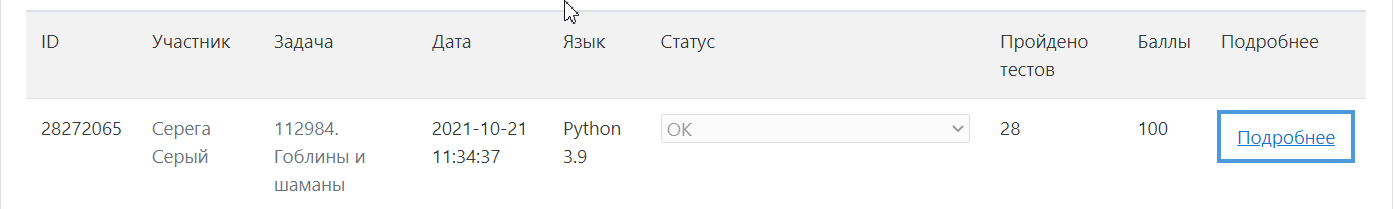 ID Участник Задача Дата Язык Статус Пройдено тестов Баллы Подробнее
28272065 Серега Серый 112984. Гоблины и шаманы 2021-10-21 11:34:37 Python 3.9 OK 28 100 Подробнее